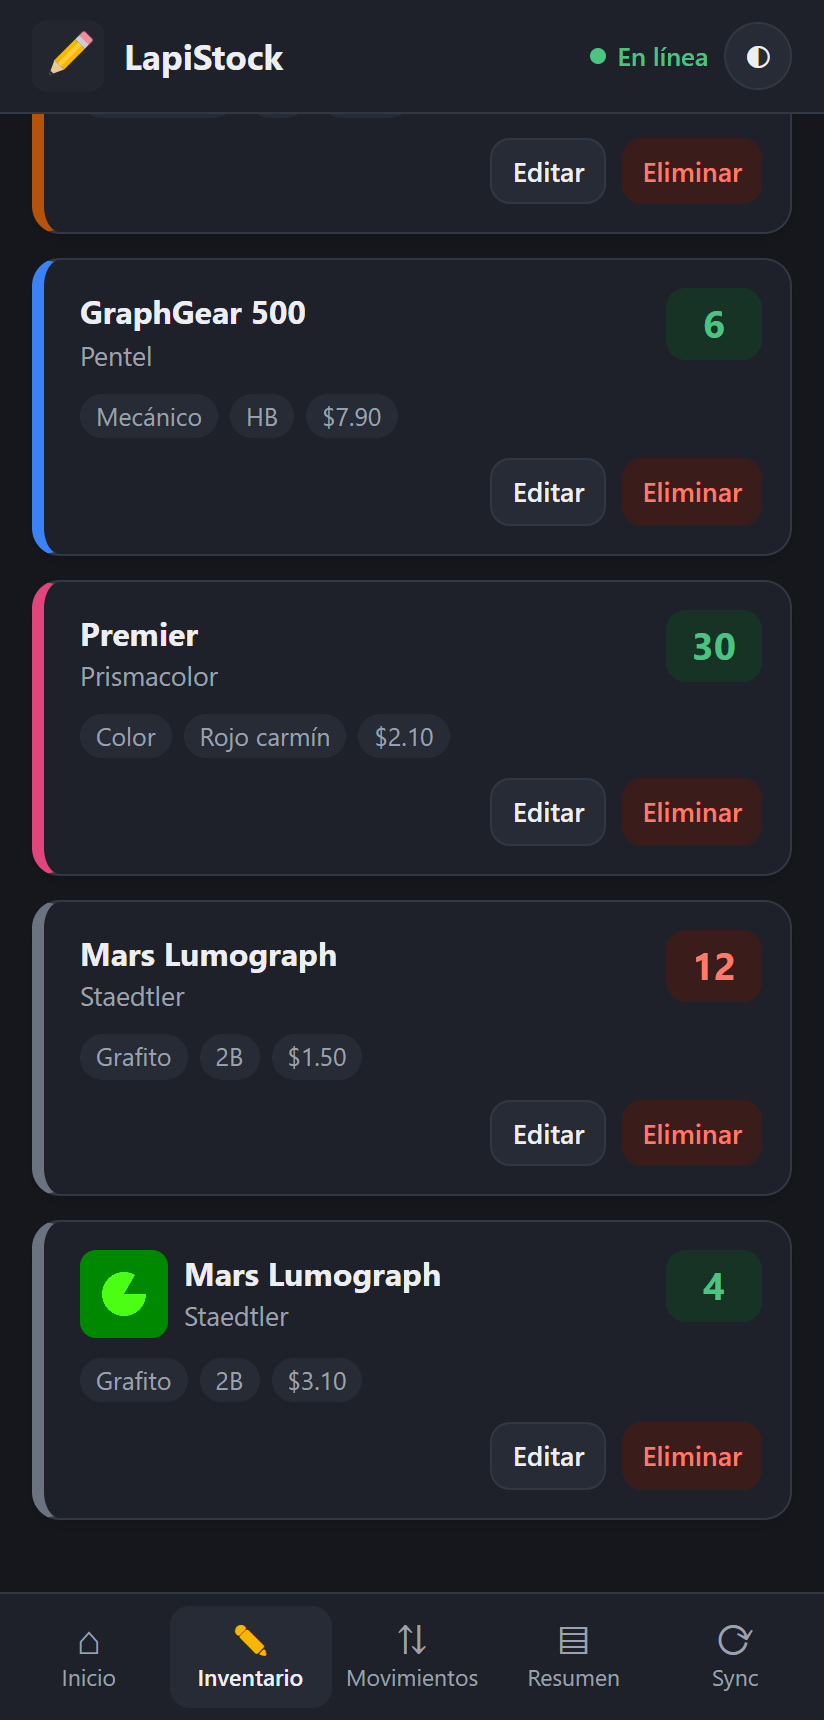 LapiStock
En línea
Editar Eliminar
GraphGear 500
6
Pentel
Mecánico HB $7.90
Editar Eliminar
Premier
30
Prismacolor
Color Rojo carmín $2.10
Editar Eliminar
Mars Lumograph
12
Staedtler
Grafito 2B $1.50
Editar Eliminar
Mars Lumograph
4
Staedtler
Grafito 2B $3.10
Editar Eliminar
Inicio Inventario Movimientos Resumen Sync